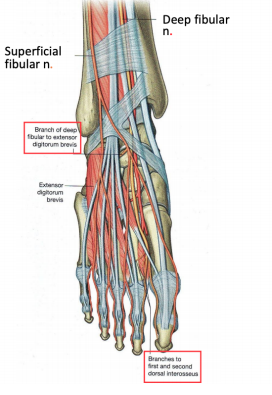 Deep fibular
n.
Superficial
fibular n.
Branch of deep
fibular to extensor
digitorum brevis
Extensor
digitorum
brevis
Branches to
first and second
dorsal interosseus